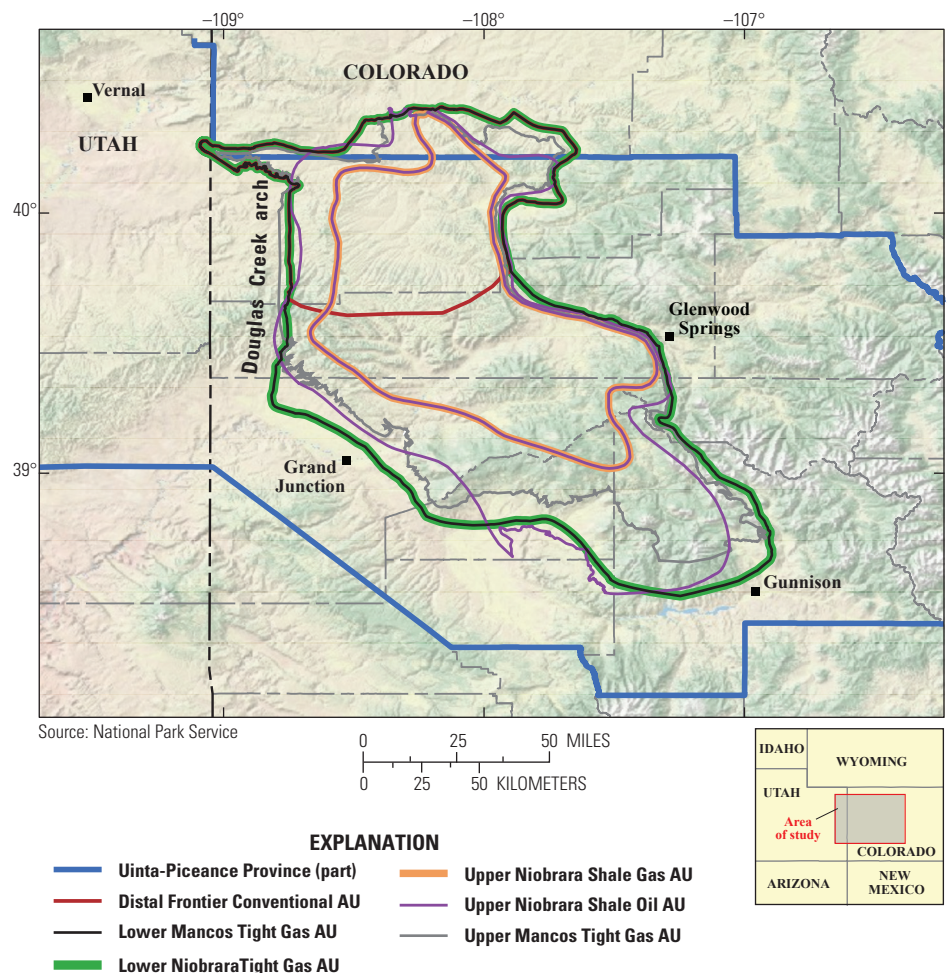 –109° –108° –107°
COLORADO
Vernal
UTAH
40°
Douglas Creek arch
Glenwood
Springs
39°
Grand
Junction
Gunnison
Source: National Park Service
0 25 50 MILES
0 25 50 KILOMETERS
IDAHO
WYOMING
UTAH
Area
of study
COLORADO
ARIZONA
NEW
MEXICO
EXPLANATION
Uinta-Piceance Province (part)
Distal Frontier Conventional AU
Lower Mancos Tight Gas AU
Lower NiobraraTight Gas AU
Upper Niobrara Shale Gas AU
Upper Niobrara Shale Oil AU
Upper Mancos Tight Gas AU